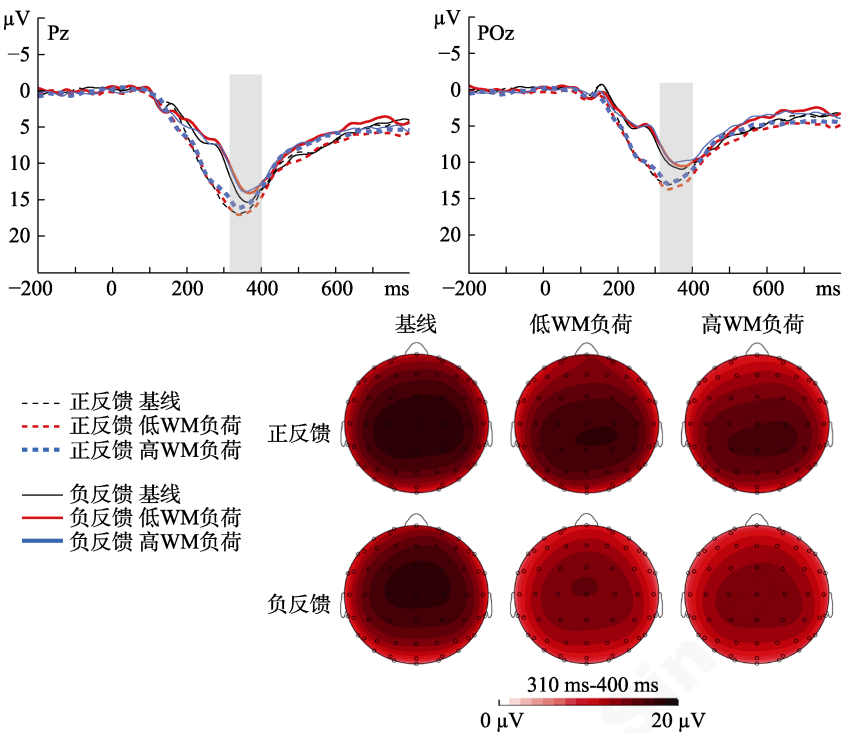 μV
Pz
−5
0
5
10
15
20
−200
0
200
400
600
ms
μV
POz
−5
0
5
10
15
20
−200
0
200
400
600
ms
基线
低WM负荷
高WM负荷
正反馈 基线
正反馈 低WM负荷
正反馈 高WM负荷
负反馈 基线
负反馈 低WM负荷
负反馈 高WM负荷
正反馈
负反馈
310 ms-400 ms
0 μV
20 μV